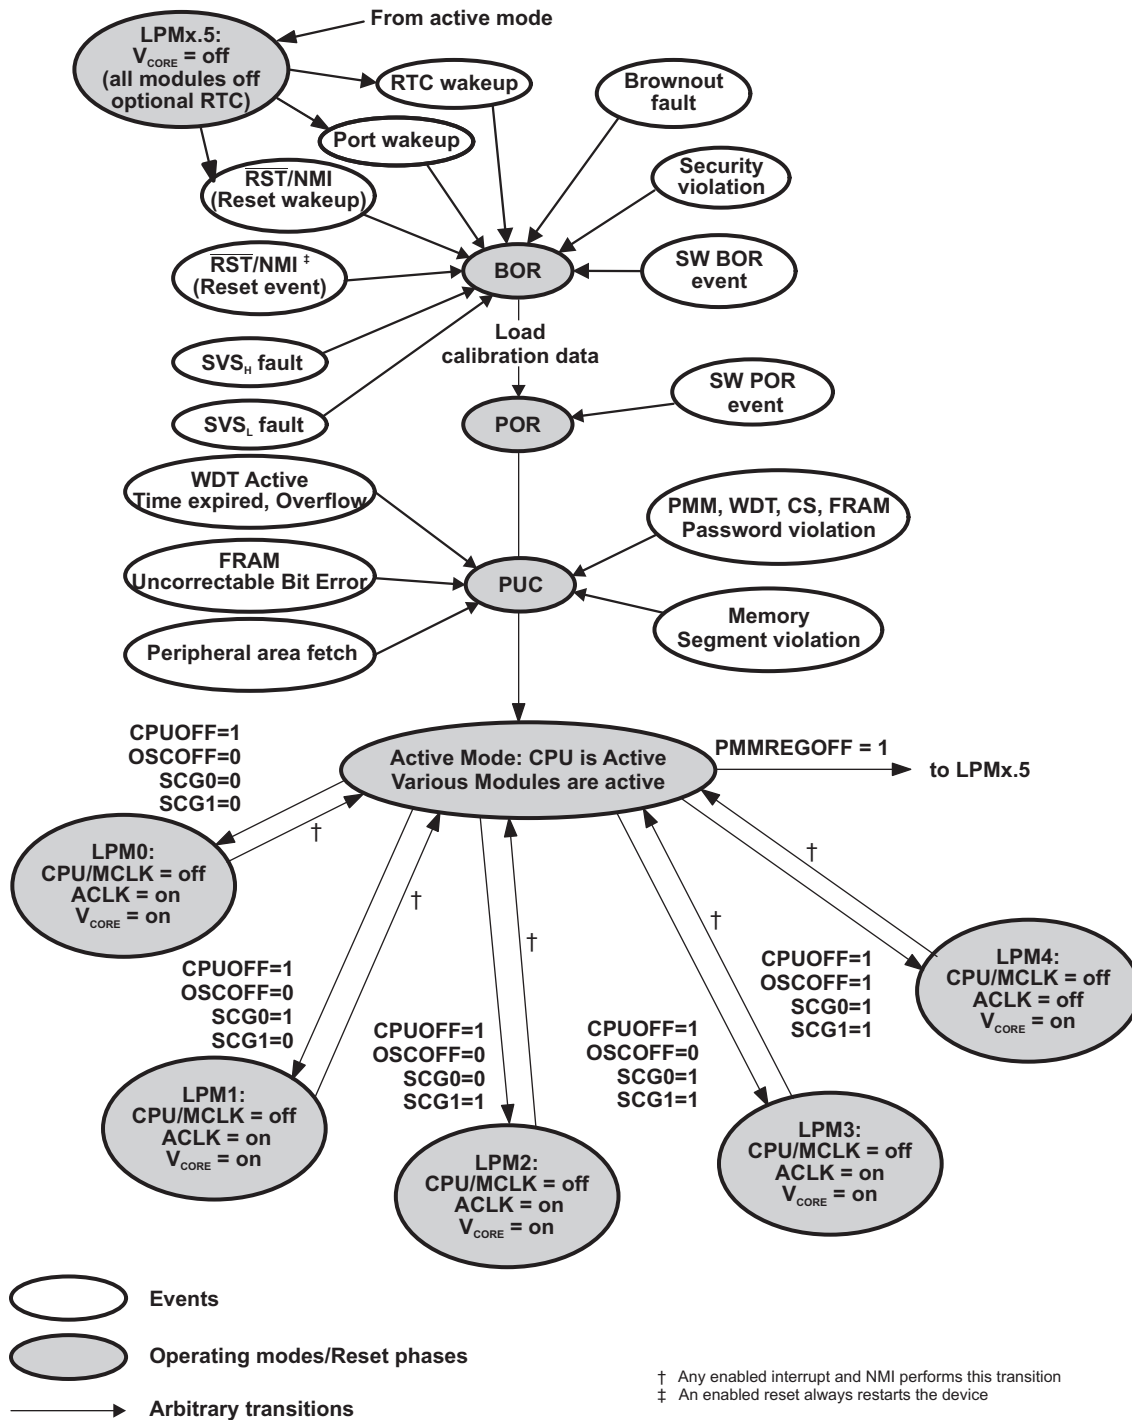 From active mode
LPMx.5:
VCORE = off
(all modules off
optional RTC)
RTC wakeup
Brownout
fault
Port wakeup
Security
violation
RST/NMI
(Reset wakeup)
RST/NMI ‡
(Reset event)
BOR
SW BOR
event
Load
calibration data
SVSH fault
SW POR
event
SVSL fault
POR
WDT Active
Time expired, Overflow
PMM, WDT, CS, FRAM
Password violation
FRAM
Uncorrectable Bit Error
PUC
Memory
Segment violation
Peripheral area fetch
CPUOFF=1
OSCOFF=0
SCG0=0
SCG1=0
Active Mode: CPU is Active
Various Modules are active
PMMREGOFF = 1
to LPMx.5
†
†
†
†
†
LPM0:
CPU/MCLK = off
ACLK = on
VCORE = on
CPUOFF=1
OSCOFF=0
SCG0=1
SCG1=0
CPUOFF=1
OSCOFF=0
SCG0=0
SCG1=1
CPUOFF=1
OSCOFF=0
SCG0=1
SCG1=1
CPUOFF=1
OSCOFF=1
SCG0=1
SCG1=1
LPM4:
CPU/MCLK = off
ACLK = off
VCORE = on
LPM1:
CPU/MCLK = off
ACLK = on
VCORE = on
LPM2:
CPU/MCLK = off
ACLK = on
VCORE = on
LPM3:
CPU/MCLK = off
ACLK = on
VCORE = on
Events
Operating modes/Reset phases
Arbitrary transitions
† Any enabled interrupt and NMI performs this transition
‡ An enabled reset always restarts the device